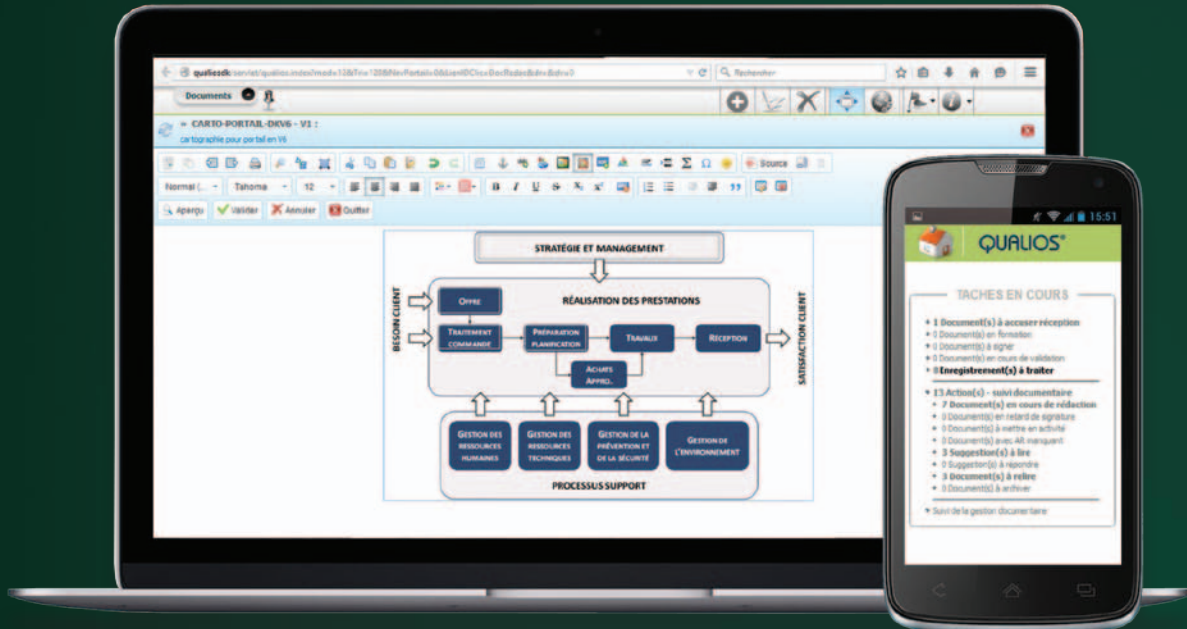 Rechercher
Documents
» CARTO-PORTAIL-DKV6 - V1 :
cartographie pour portail en V6
Source
Normal (... Tahoma 12
B I U S
Aperçu Valider Annuler Quitter
STRATÉGIE ET MANAGEMENT
BESOIN CLIENT
RÉALISATION DES PRESTATIONS
OFFRE
TRAITEMENT
COMMANDE
PRÉPARATION
PLANIFICATION
TRAVAUX
RÉCEPTION
ACHATS
APPRO.
SATISFACTION CLIENT
GESTION DES
RESSOURCES
HUMAINES
GESTION DES
RESSOURCES
TECHNIQUES
GESTION DE LA
PRÉVENTION ET
DE LA SÉCURITÉ
GESTION DE
L'ENVIRONNEMENT
PROCESSUS SUPPORT
15:51
QUALIOS®
TACHES EN COURS
1 Document(s) à accuser réception
0 Document(s) en formation
0 Document(s) à signer
0 Document(s) en cours de validation
0 Enregistrement(s) à traiter
13 Action(s) - suivi documentaire
7 Document(s) en cours de rédaction
0 Document(s) en retard de signature
0 Document(s) à mettre en activité
0 Document(s) avec AR manquant
3 Suggestion(s) à lire
0 Suggestion(s) à répondre
3 Document(s) à relire
0 Document(s) à archiver
Suivi de la gestion documentaire